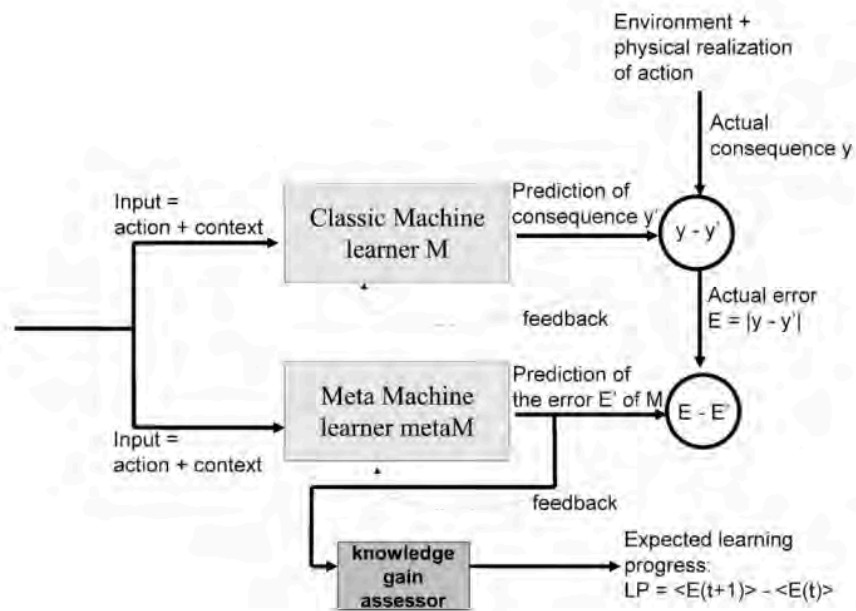 Environment +
physical realization
of action
Actual
consequence y
Input =
action + context
Classic Machine
learner M
Prediction of
consequence y'
y - y'
Actual error
E = |y - y'|
feedback
Meta Machine
learner metaM
Prediction of
the error E' of M
E - E'
Input =
action + context
feedback
knowledge
gain
assessor
Expected learning
progress:
LP = <E(t+1)> - <E(t)>